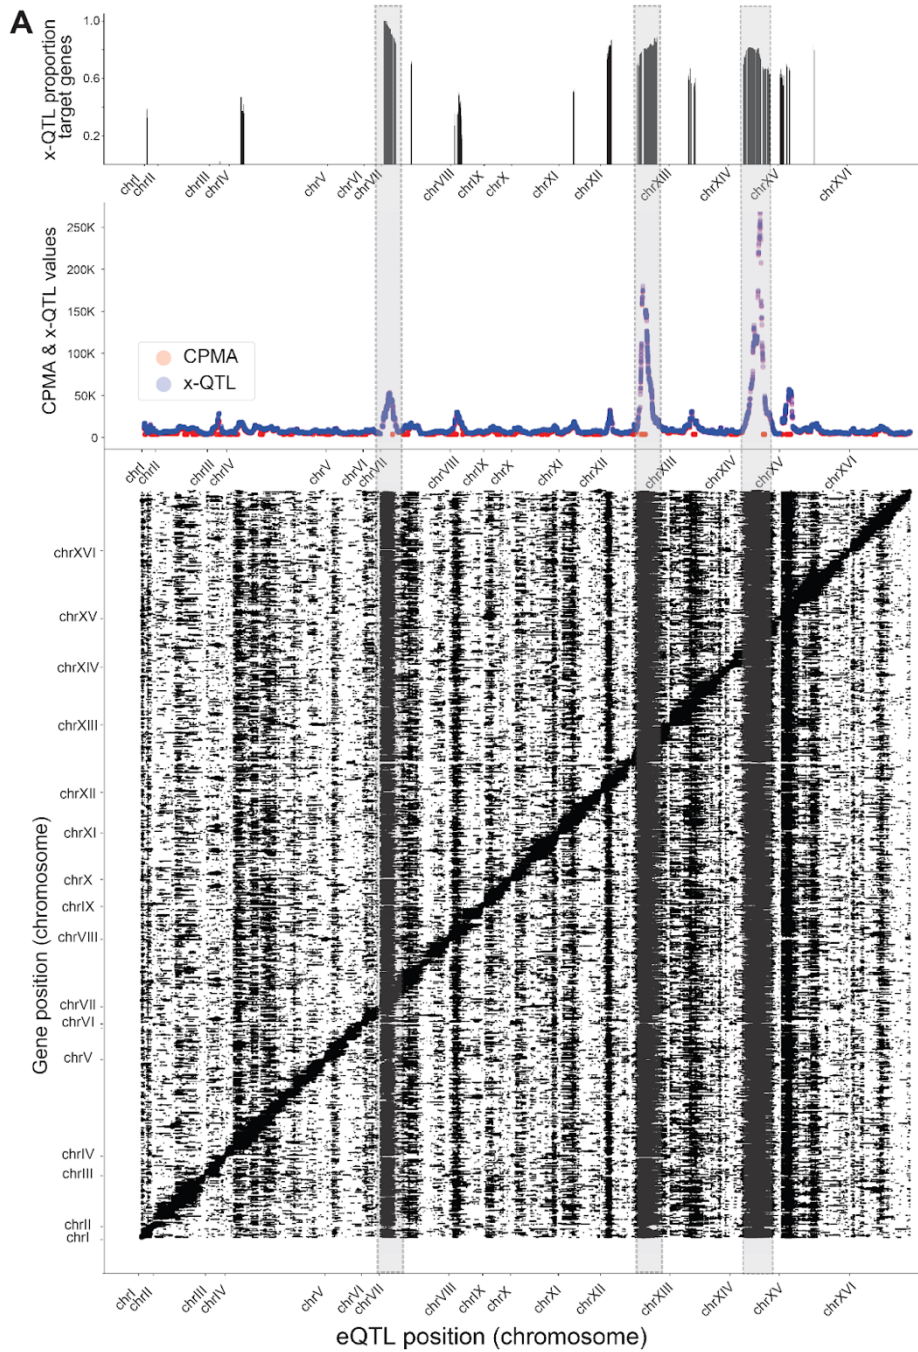 A
x-QTL proportion
target genes
1.0
0.6
0.2
chrI
chrII
chrIII
chrIV
chrV
chrVI
chrVII
chrVIII
chrIX
chrX
chrXI
chrXII
chrXIII
chrXIV
chrXV
chrXVI
CPMA & x-QTL values
250K
200K
150K
100K
50K
0
CPMA
x-QTL
chrI
chrII
chrIII
chrIV
chrV
chrVI
chrVII
chrVIII
chrIX
chrX
chrXI
chrXII
chrXIII
chrXIV
chrXV
chrXVI
Gene position (chromosome)
chrXVI
chrXV
chrXIV
chrXIII
chrXII
chrXI
chrX
chrIX
chrVIII
chrVII
chrVI
chrV
chrIV
chrIII
chrII
chrI
chrI
chrII
chrIII
chrIV
chrV
chrVI
chrVII
chrVIII
chrIX
chrX
chrXI
chrXII
chrXIII
chrXIV
chrXV
chrXVI
eQTL position (chromosome)